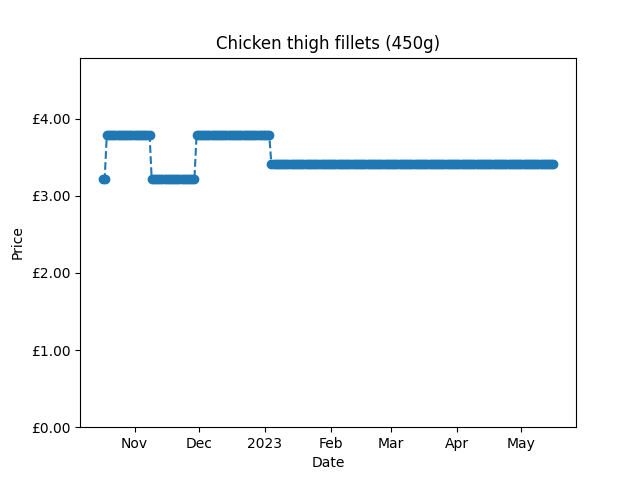 Chicken thigh fillets (450g)
£4.00
£3.00
£2.00
£1.00
£0.00
Price
Nov Dec 2023 Feb Mar Apr May
Date